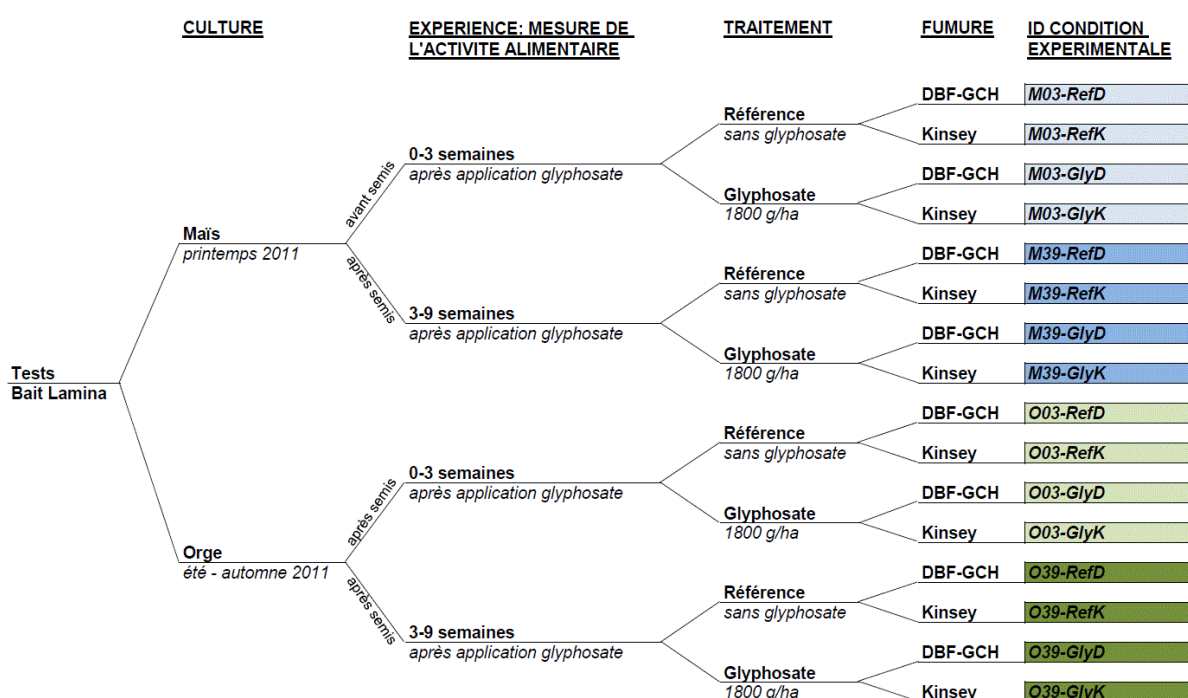 CULTURE
EXPERIENCE: MESURE DE
L'ACTIVITE ALIMENTAIRE
TRAITEMENT
FUMURE
ID CONDITION
EXPERIMENTALE
Tests
Bait Lamina
Maïs
printemps 2011
avant semis
0-3 semaines
après application glyphosate
Référence
sans glyphosate
DBF-GCH
M03-RefD
Kinsey
M03-RefK
Glyphosate
1800 g/ha
DBF-GCH
M03-GlyD
Kinsey
M03-GlyK
après semis
3-9 semaines
après application glyphosate
Référence
sans glyphosate
DBF-GCH
M39-RefD
Kinsey
M39-RefK
Glyphosate
1800 g/ha
DBF-GCH
M39-GlyD
Kinsey
M39-GlyK
Orge
été - automne 2011
après semis
0-3 semaines
après application glyphosate
Référence
sans glyphosate
DBF-GCH
O03-RefD
Kinsey
O03-RefK
Glyphosate
1800 g/ha
DBF-GCH
O03-GlyD
Kinsey
O03-GlyK
après semis
3-9 semaines
après application glyphosate
Référence
sans glyphosate
DBF-GCH
O39-RefD
Kinsey
O39-RefK
Glyphosate
1800 g/ha
DBF-GCH
O39-GlyD
Kinsey
O39-GlyK